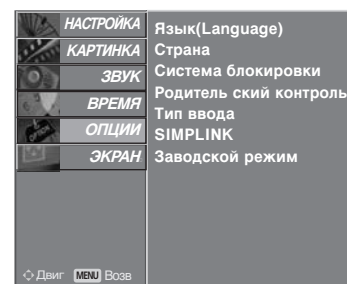 НАСТРОЙКА
КАРТИНКА
ЗВУК
ВРЕМЯ
ОПЦИИ
ЭКРАН
Язык(Language)
Страна
Система блокировки
Родитель ский контроль
Тип ввода
SIMPLINK
Заводской режим
Двиг MENU Возв